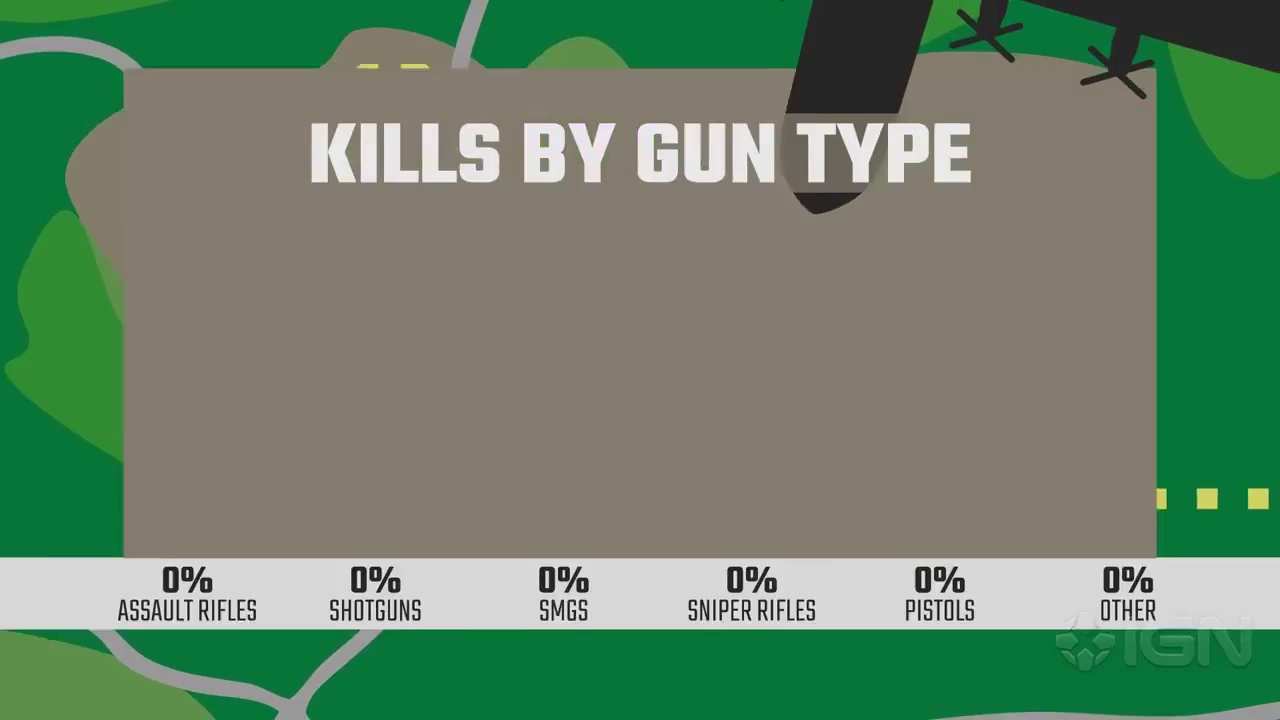 KILLS BY GUN TYPE
0% 0% 0% 0% 0% 0%
ASSAULT RIFLES SHOTGUNS SMGS SNIPER RIFLES PISTOLS OTHER
IGN